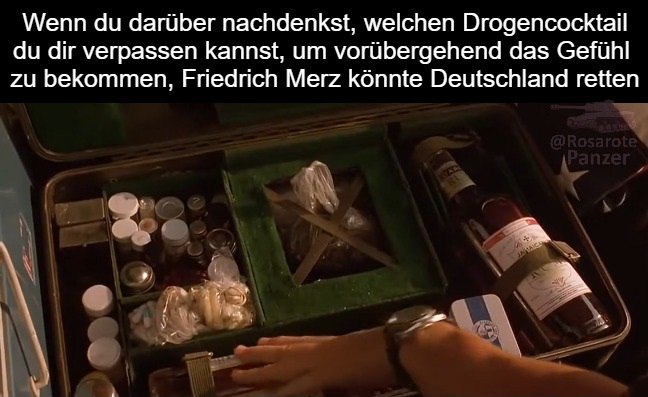 Wenn du darüber nachdenkst, welchen Drogencocktail
du dir verpassen kannst, um vorübergehend das Gefühl
zu bekommen, Friedrich Merz könnte Deutschland retten
@Rosarote
Panzer